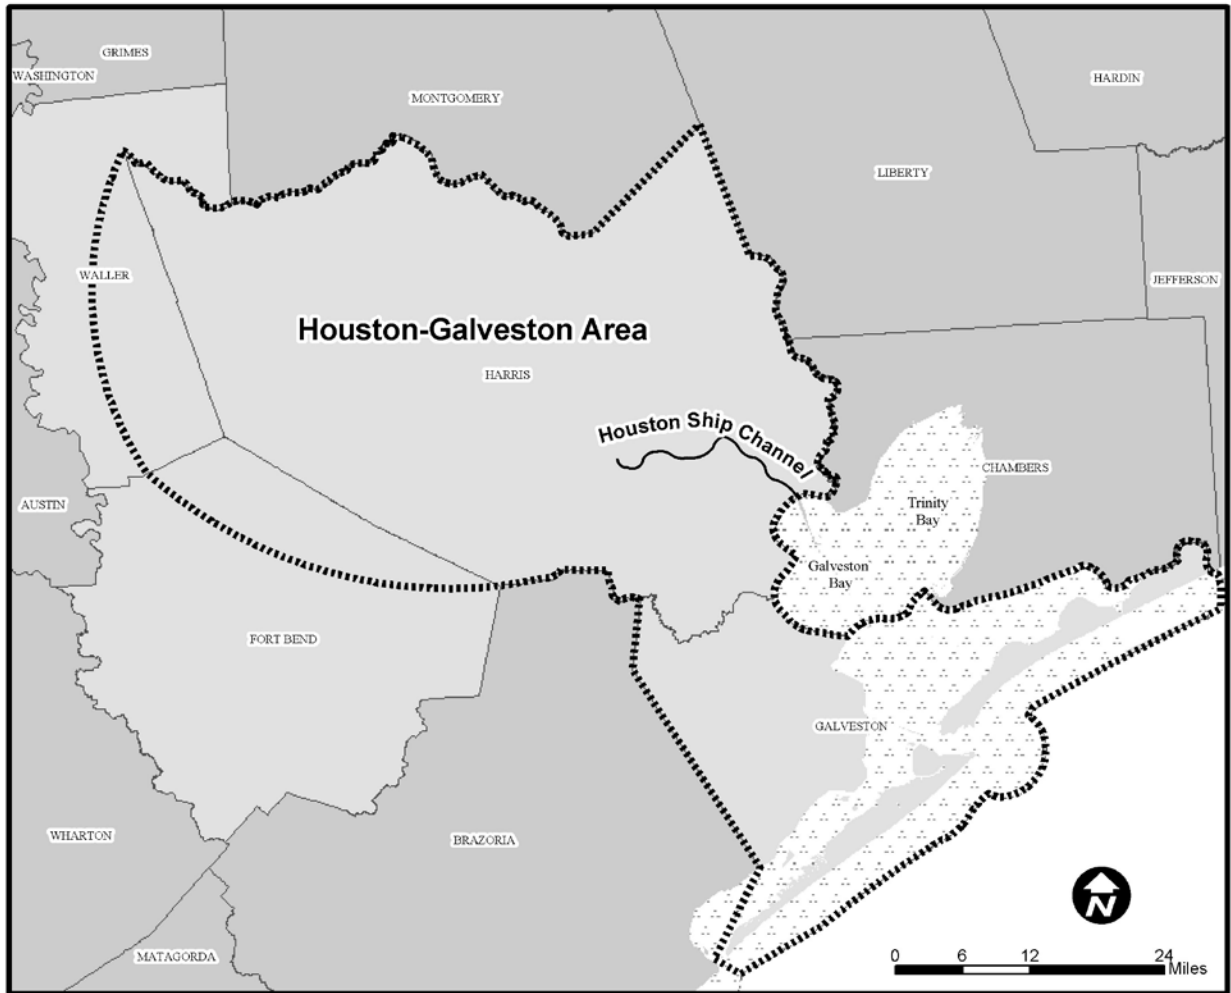 GRIMES
WASHINGTON
HARDIN
MONTGOMERY
LIBERTY
WALLER
JEFFERSON
Houston-Galveston Area
HARRIS
Houston Ship Channel
CHAMBERS
AUSTIN
Trinity
Bay
Galveston
Bay
FORT BEND
GALVESTON
WHARTON
BRAZORIA
N
MATAGORDA
0 6 12 24
Miles